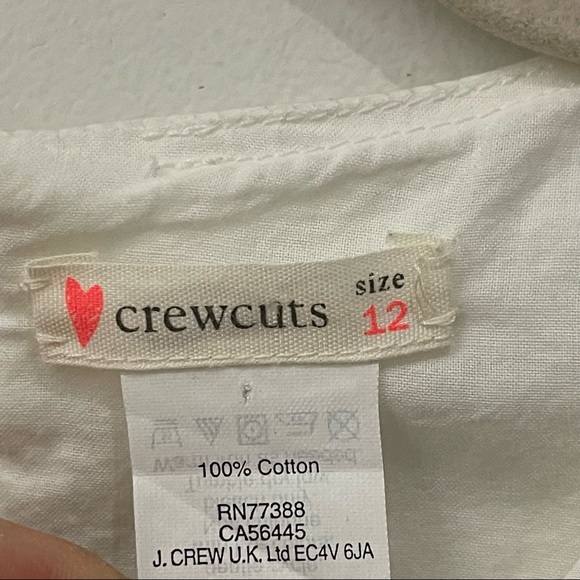 crewcuts
size
12
100% Cotton
RN77388
CA56445
J. CREW U.K. Ltd EC4V 6JA